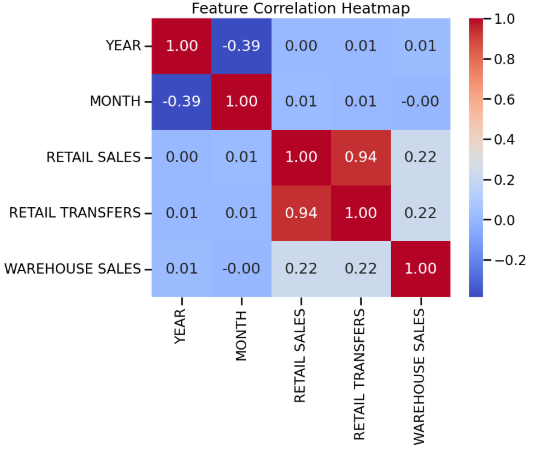 Feature Correlation Heatmap
YEAR 1.00 -0.39 0.00 0.01 0.01
MONTH -0.39 1.00 0.01 0.01 -0.00
RETAIL SALES 0.00 0.01 1.00 0.94 0.22
RETAIL TRANSFERS 0.01 0.01 0.94 1.00 0.22
WAREHOUSE SALES 0.01 -0.00 0.22 0.22 1.00
YEAR
MONTH
RETAIL SALES
RETAIL TRANSFERS
WAREHOUSE SALES
1.0
0.8
0.6
0.4
0.2
0.0
−0.2